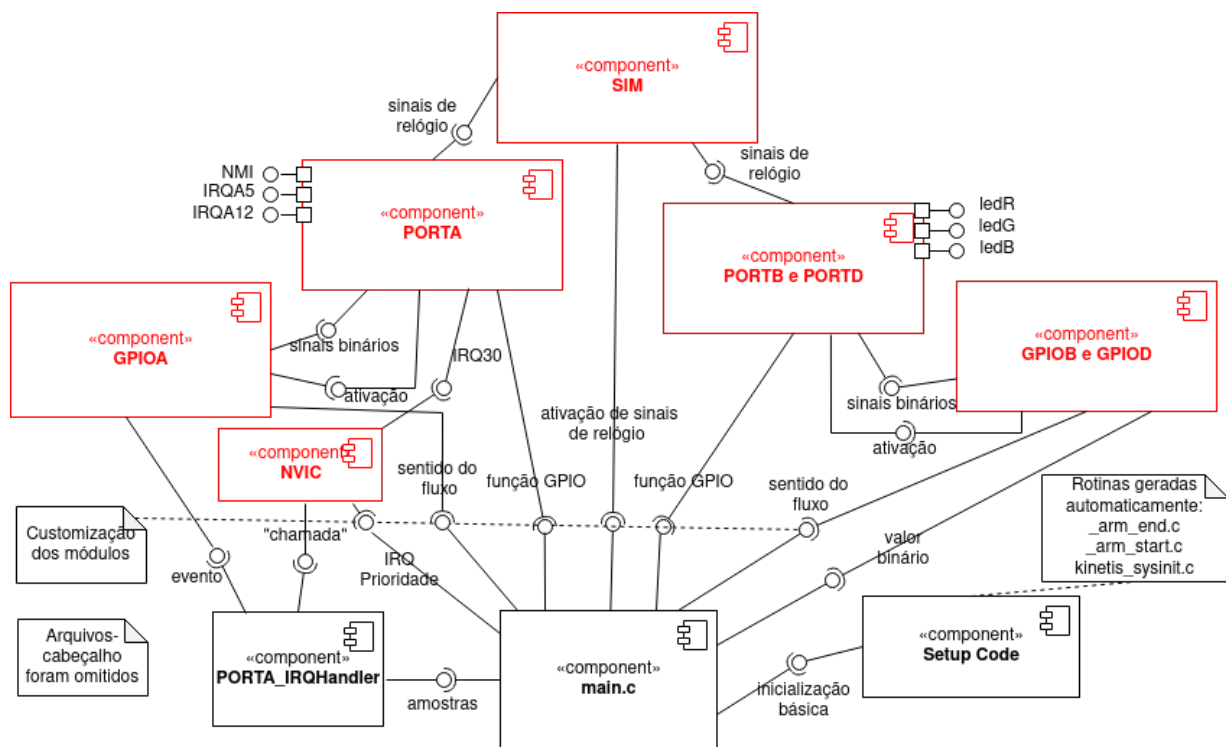 «component»
SIM
sinais de
relógio
sinais de
relógio
NMI
IRQA5
IRQA12
«component»
PORTA
ledR
ledG
ledB
«component»
PORTB e PORTD
«component»
GPIOA
«component»
GPIOB e GPIOD
sinais binários
IRQ30
ativação
sinais binários
ativação
ativação de sinais
de relógio
«component»
NVIC
sentido do
fluxo
função GPIO
função GPIO
sentido do
fluxo
Rotinas geradas
automaticamente:
_arm_end.c
_arm_start.c
kinetis_sysinit.c
Customização
dos módulos
"chamada"
valor
binário
evento
IRQ
Prioridade
Arquivos-
cabeçalho
foram omitidos
«component»
PORTA_IRQHandler
«component»
main.c
«component»
Setup Code
amostras
inicialização
básica